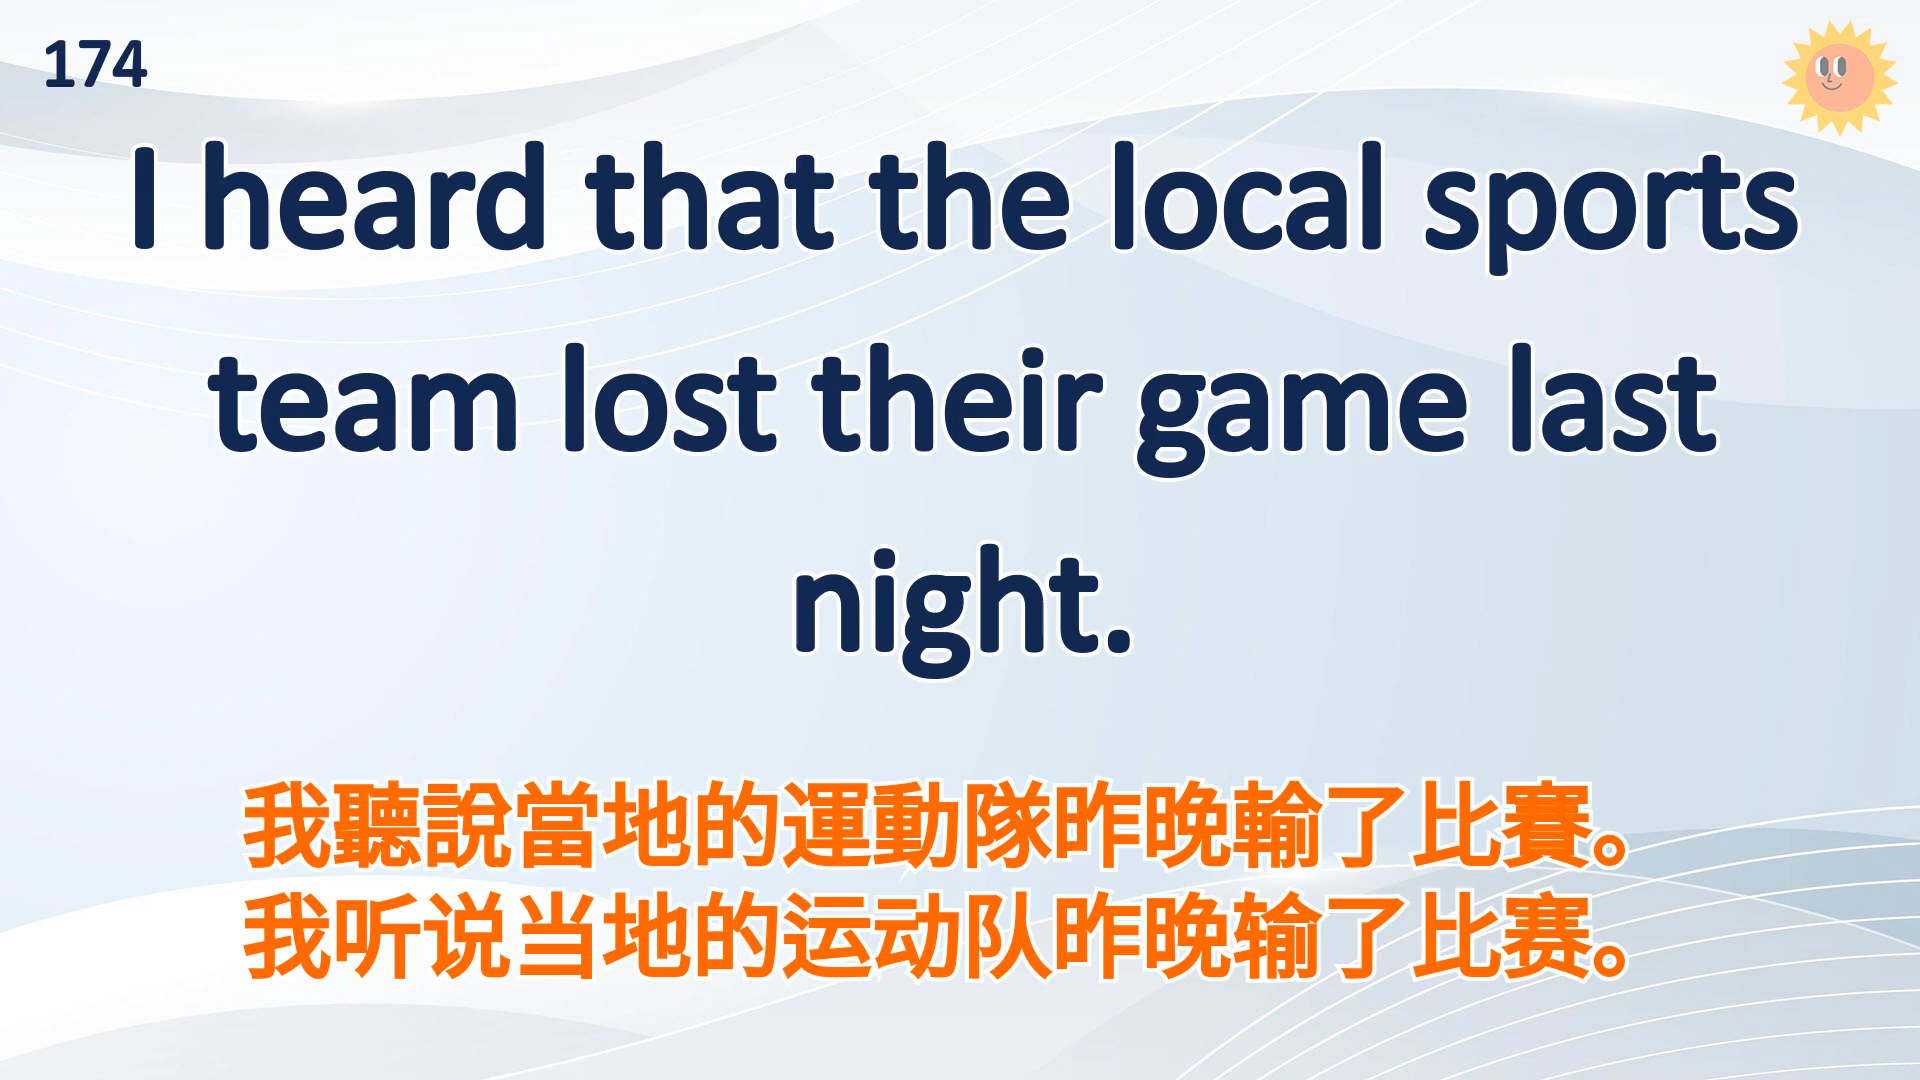 174
I heard that the local sports
team lost their game last
night.
我聽說當地的運動隊昨晚輸了比賽。
我听说当地的运动队昨晚输了比赛。